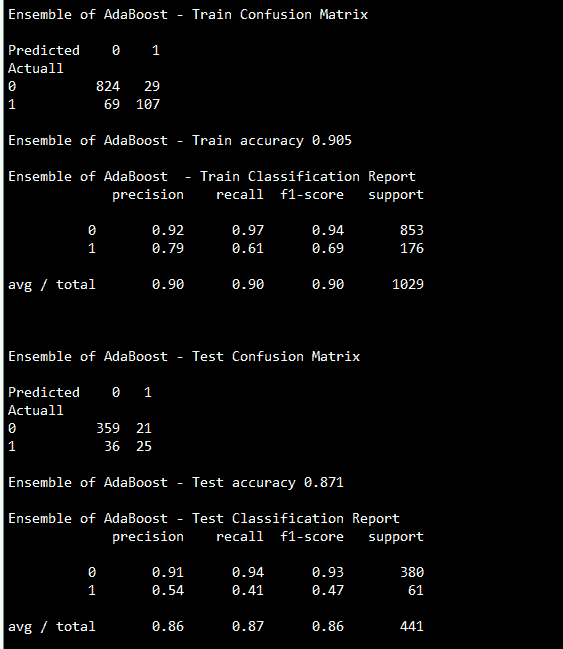 Ensemble of AdaBoost - Train Confusion Matrix
Predicted    0    1
Actuall
0          824   29
1           69  107
Ensemble of AdaBoost - Train accuracy 0.905
Ensemble of AdaBoost  - Train Classification Report
             precision    recall  f1-score   support
          0       0.92      0.97      0.94       853
          1       0.79      0.61      0.69       176
avg / total       0.90      0.90      0.90      1029
Ensemble of AdaBoost - Test Confusion Matrix
Predicted    0   1
Actuall
0          359  21
1           36  25
Ensemble of AdaBoost - Test accuracy 0.871
Ensemble of AdaBoost - Test Classification Report
             precision    recall  f1-score   support
          0       0.91      0.94      0.93       380
          1       0.54      0.41      0.47        61
avg / total       0.86      0.87      0.86       441